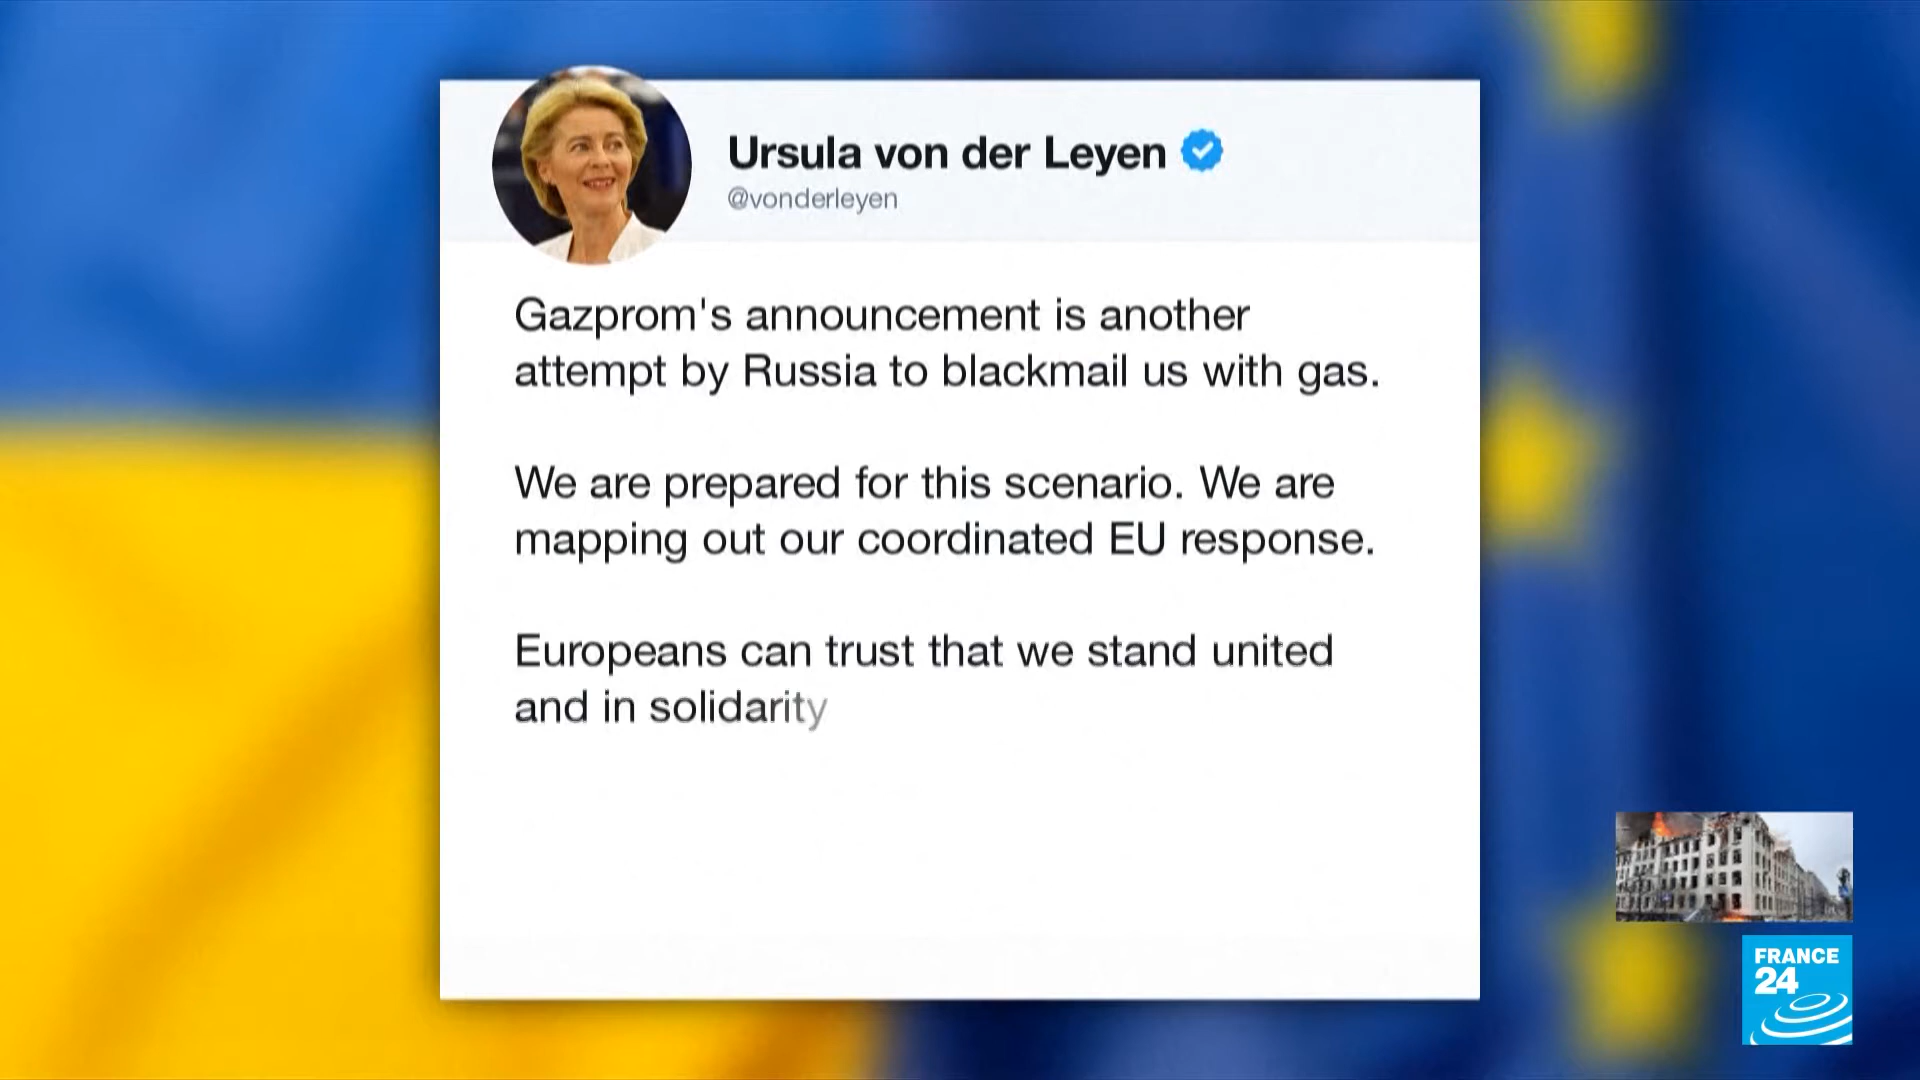 Ursula von der Leyen
@vonderleyen
Gazprom's announcement is another
attempt by Russia to blackmail us with gas.
We are prepared for this scenario. We are
mapping out our coordinated EU response.
Europeans can trust that we stand united
and in solidarity
FRANCE
24